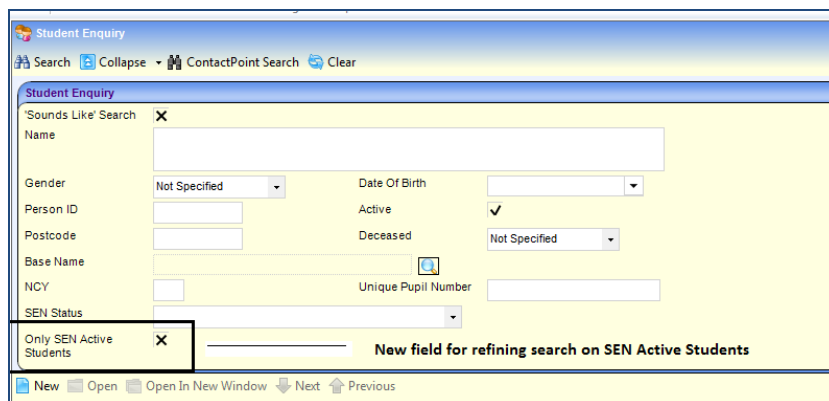 Student Enquiry
Search Collapse ContactPoint Search Clear
Student Enquiry
'Sounds Like' Search
Name
Gender Not Specified Date Of Birth
Person ID Active
Postcode Deceased Not Specified
Base Name
NCY Unique Pupil Number
SEN Status
Only SEN Active
Students
New field for refining search on SEN Active Students
New Open Open In New Window Next Previous